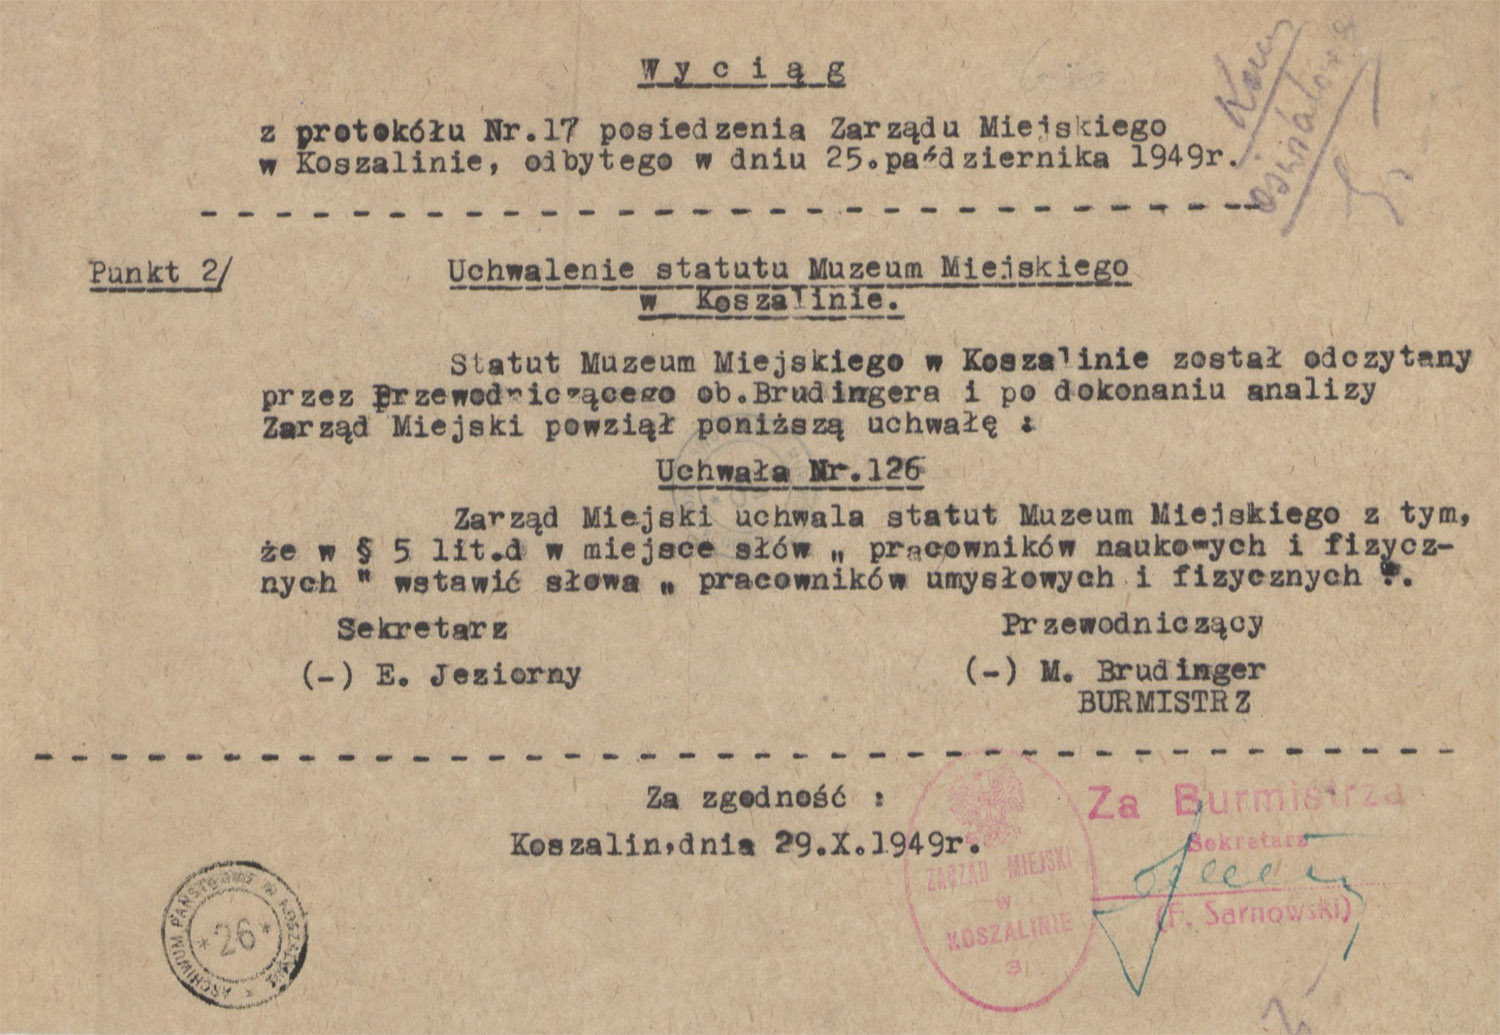 Wyciąg
z protokółu Nr.17 posiedzenia Zarządu Miejskiego
w Koszalinie, odbytego w dniu 25.października 1949r.
Punkt 2/
Uchwalenie statutu Muzeum Miejskiego
w Koszalinie.
Statut Muzeum Miejskiego w Koszalinie został odczytany
przez Przewodniczącego ob.Brudingera i po dokonaniu analizy
Zarząd Miejski powziął poniższą uchwałę :
Uchwała Nr.126
Zarząd Miejski uchwala statut Muzeum Miejskiego z tym,
że w § 5 lit.d w miejsce słów „ pracowników naukowych i fizycz-
nych " wstawić słowa „ pracowników umysłowych i fizycznych ".
Sekretarz
(-) E. Jeziorny
Przewodniczący
(-) M. Brudinger
BURMISTRZ
Za zgodność :
Koszalin,dnia 29.X.1949r.
ZARZĄD MIEJSKI
w
KOSZALINIE
3
Za Burmistrza
Sekretarz
(F. Sarnowski)
ARCHIWUM PAŃSTWOWE w KOSZALINIE
* 26 *